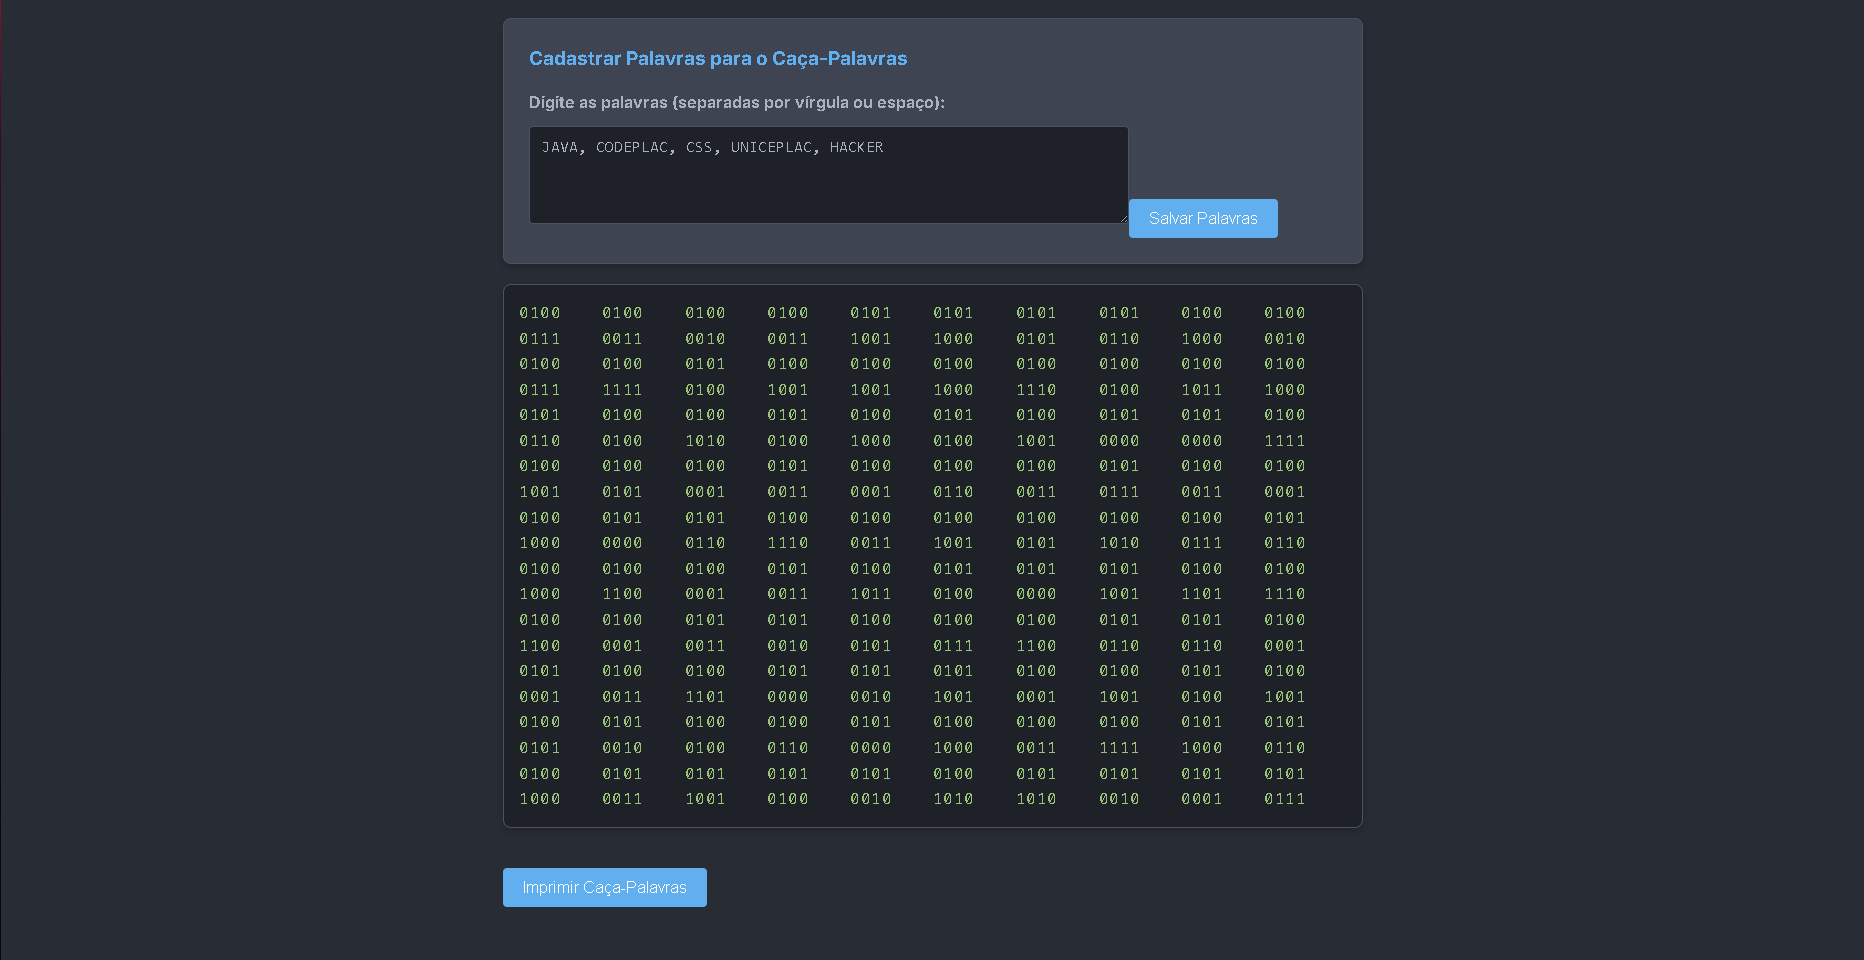 Cadastrar Palavras para o Caça-Palavras
Digite as palavras (separadas por vírgula ou espaço):
JAVA, CODEPLAC, CSS, UNICEPLAC, HACKER
Salvar Palavras
0100 0100 0100 0100 0101 0101 0101 0101 0100 0100
0111 0011 0010 0011 1001 1000 0101 0110 1000 0010
0100 0100 0101 0100 0100 0100 0100 0100 0100 0100
0111 1111 0100 1001 1001 1000 1110 0100 1011 1000
0101 0100 0100 0101 0100 0101 0100 0101 0101 0100
0110 0100 1010 0100 1000 0100 1001 0000 0000 1111
0100 0100 0100 0101 0100 0100 0100 0101 0100 0100
1001 0101 0001 0011 0001 0110 0011 0111 0011 0001
0100 0101 0101 0100 0100 0100 0100 0100 0100 0101
1000 0000 0110 1110 0011 1001 0101 1010 0111 0110
0100 0100 0100 0101 0100 0101 0101 0101 0100 0100
1000 1100 0001 0011 1011 0100 0000 1001 1101 1110
0100 0100 0101 0101 0100 0100 0100 0101 0101 0100
1100 0001 0011 0010 0101 0111 1100 0110 0110 0001
0101 0100 0100 0101 0101 0101 0100 0100 0101 0100
0001 0011 1101 0000 0010 1001 0001 1001 0100 1001
0100 0101 0100 0100 0101 0100 0100 0100 0101 0101
0101 0010 0100 0110 0000 1000 0011 1111 1000 0110
0100 0101 0101 0101 0101 0100 0101 0101 0101 0101
1000 0011 1001 0100 0010 1010 1010 0010 0001 0111
Imprimir Caça-Palavras